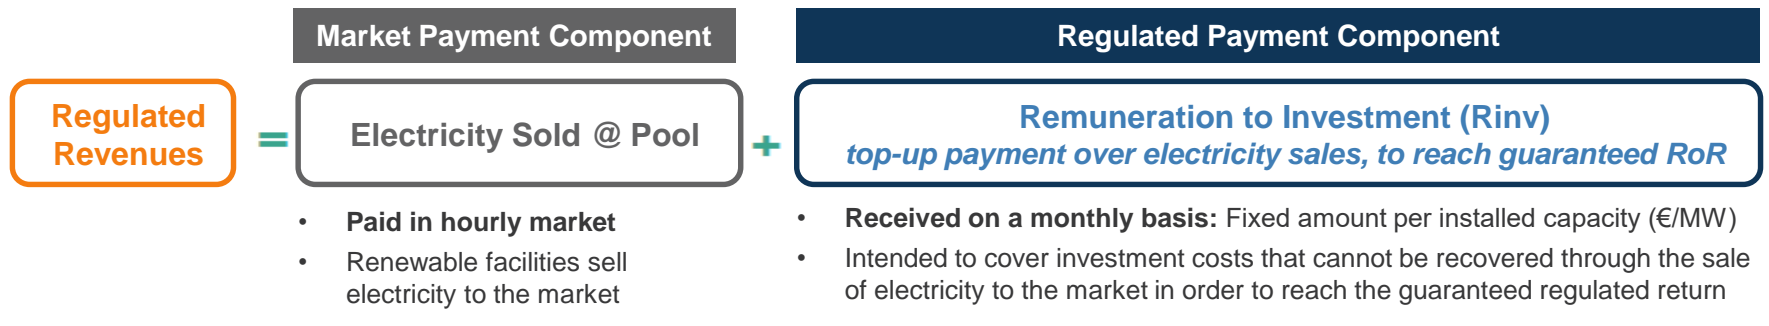 Market Payment Component
Regulated Payment Component
Regulated
Revenues
=
Electricity Sold @ Pool
+
Remuneration to Investment (Rinv)
top-up payment over electricity sales, to reach guaranteed RoR
• Paid in hourly market
• Renewable facilities sell
electricity to the market
• Received on a monthly basis: Fixed amount per installed capacity (€/MW)
• Intended to cover investment costs that cannot be recovered through the sale
of electricity to the market in order to reach the guaranteed regulated return